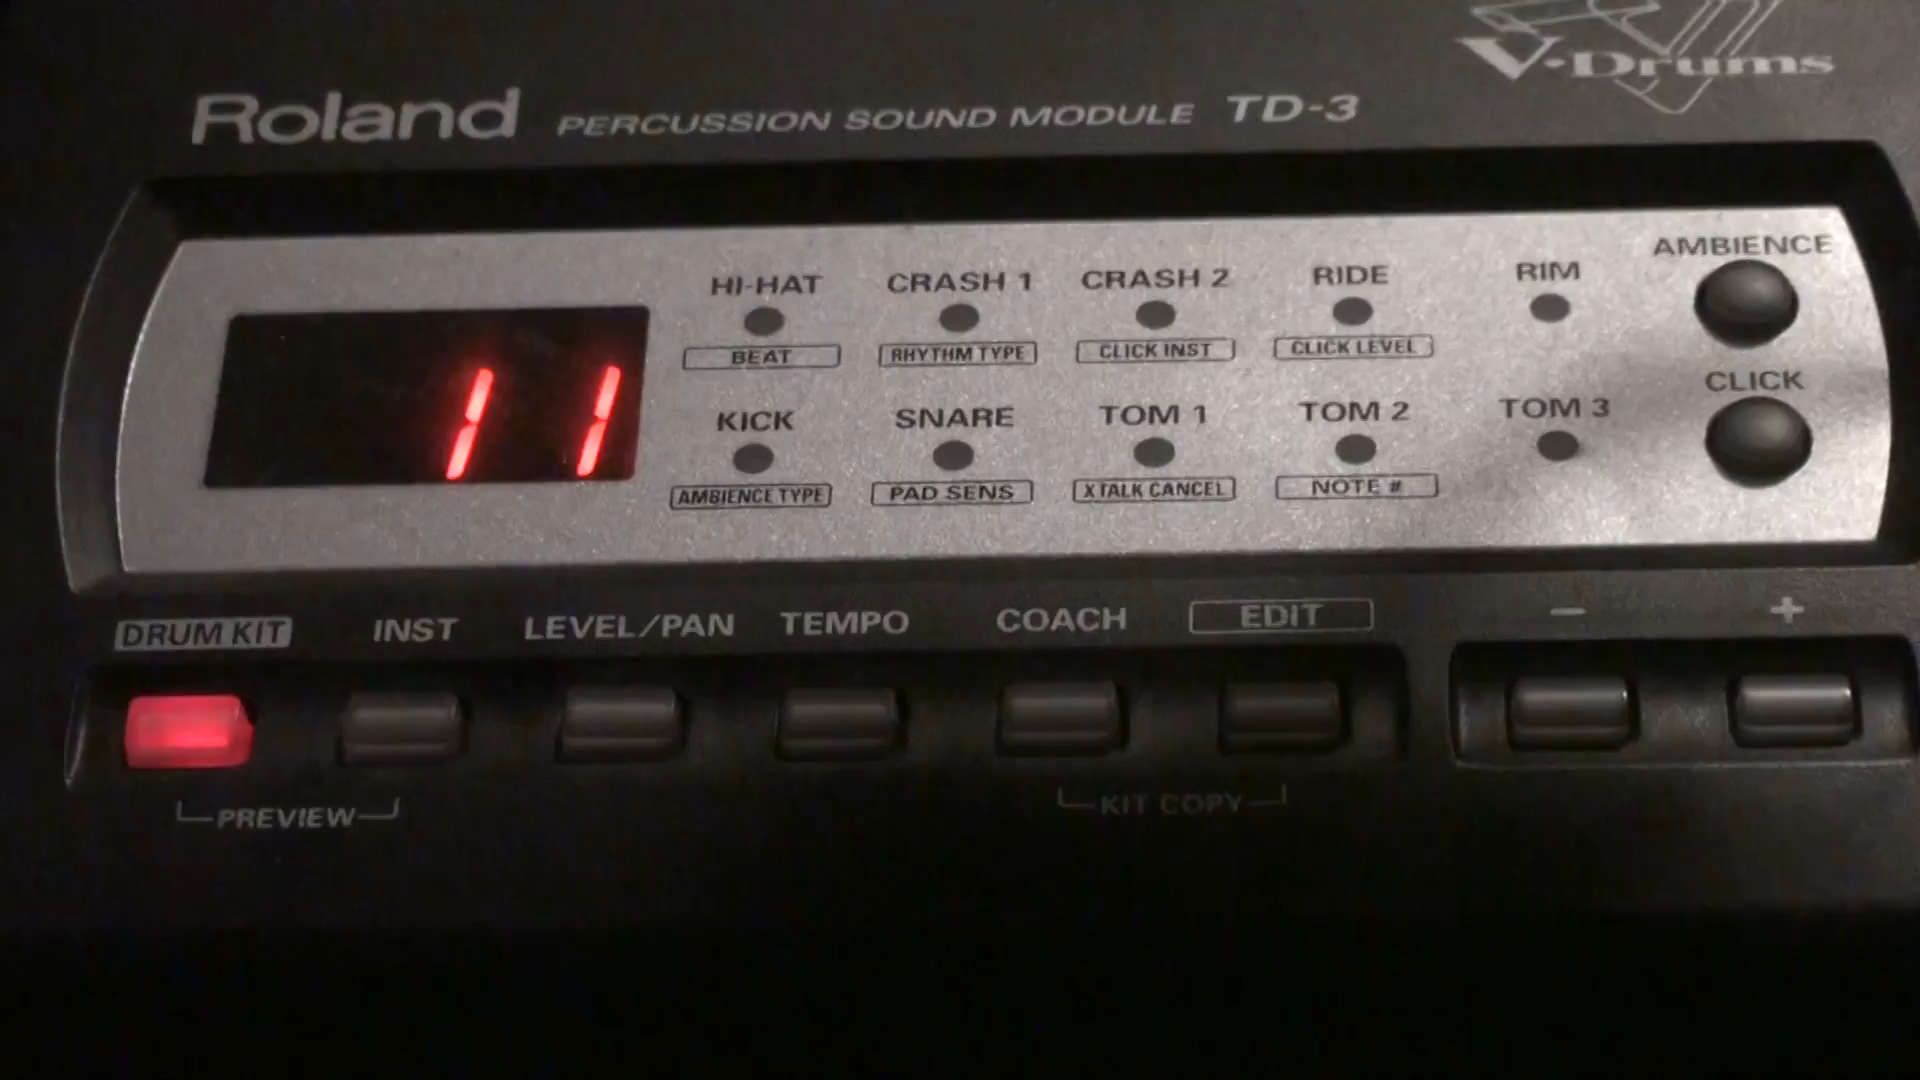 V-Drums
Roland PERCUSSION SOUND MODULE TD-3
AMBIENCE
HI-HAT CRASH 1 CRASH 2 RIDE RIM
BEAT RHYTHM TYPE CLICK INST CLICK LEVEL
11
CLICK
KICK SNARE TOM 1 TOM 2 TOM 3
AMBIENCE TYPE PAD SENS XTALK CANCEL NOTE #
DRUM KIT INST LEVEL/PAN TEMPO COACH EDIT - +
PREVIEW KIT COPY